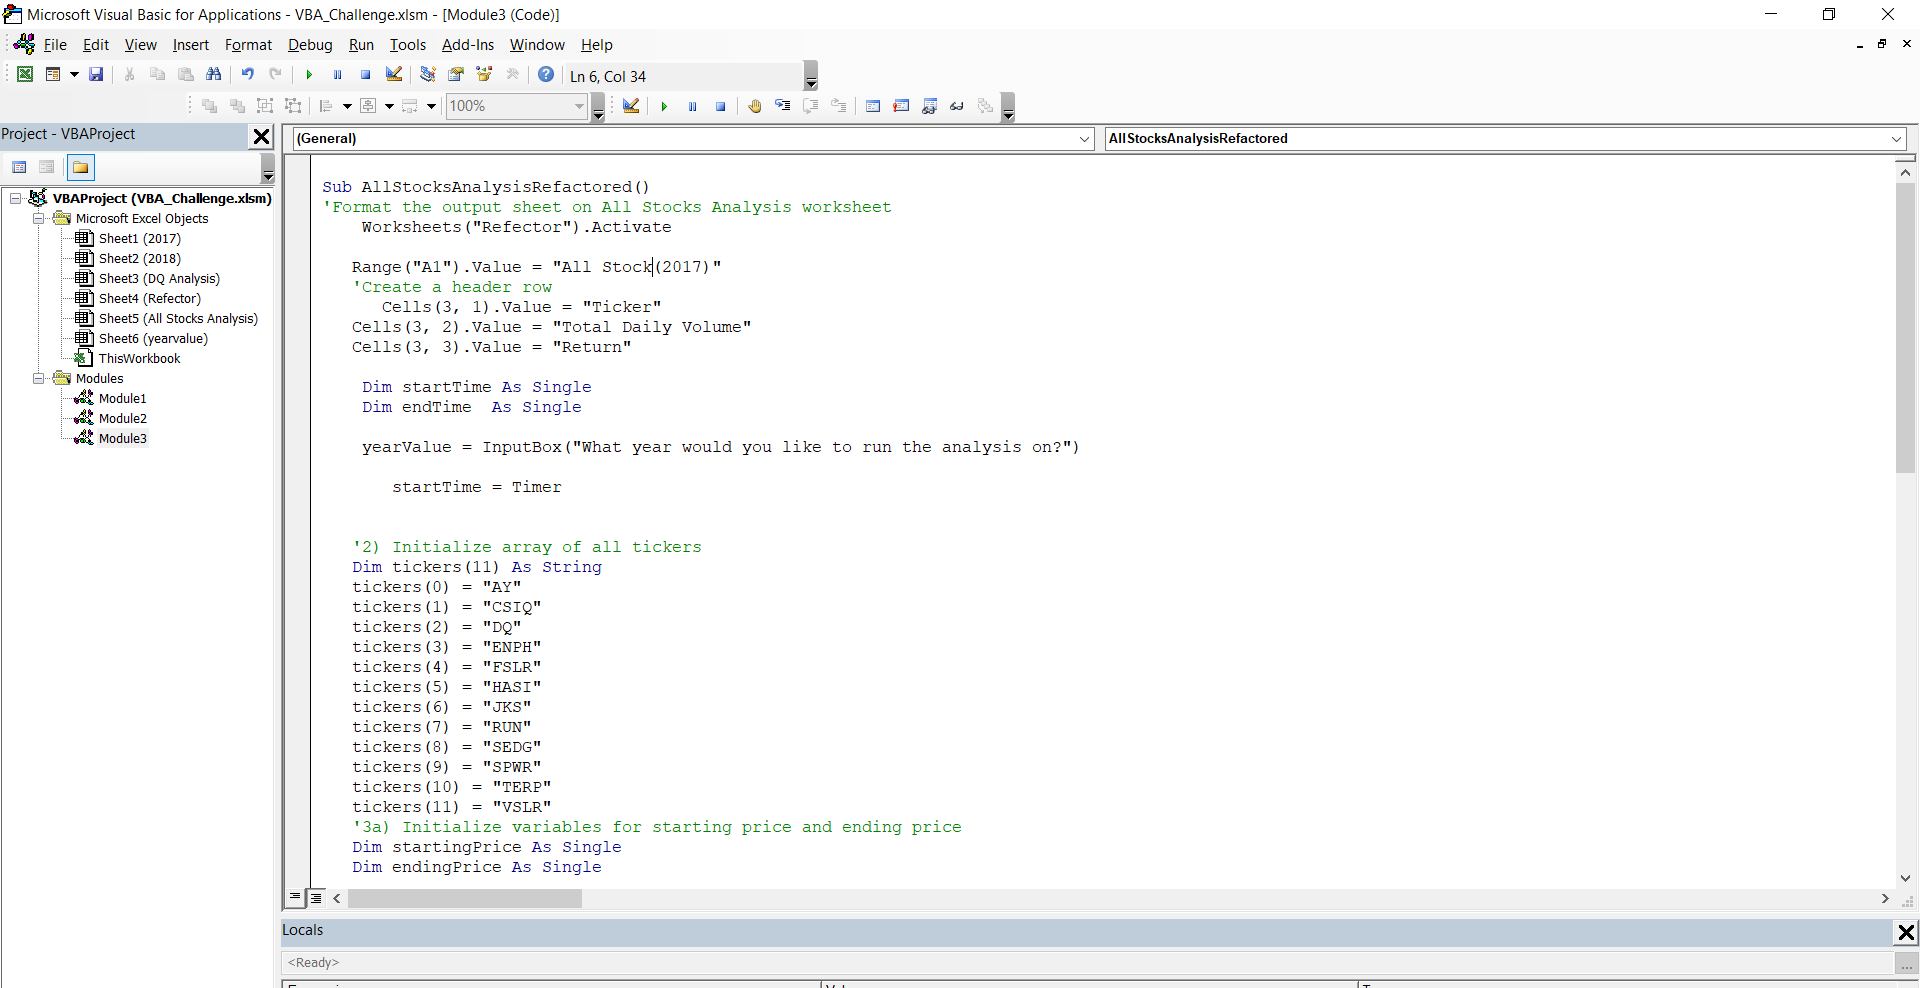 Microsoft Visual Basic for Applications - VBA_Challenge.xlsm - [Module3 (Code)]
File Edit View Insert Format Debug Run Tools Add-Ins Window Help
Ln 6, Col 34
100%
Project - VBAProject
(General)
AllStocksAnalysisRefactored
VBAProject (VBA_Challenge.xlsm)
Microsoft Excel Objects
Sheet1 (2017)
Sheet2 (2018)
Sheet3 (DQ Analysis)
Sheet4 (Refector)
Sheet5 (All Stocks Analysis)
Sheet6 (yearvalue)
ThisWorkbook
Modules
Module1
Module2
Module3
Sub AllStocksAnalysisRefactored()
'Format the output sheet on All Stocks Analysis worksheet
Worksheets("Refector").Activate
Range("A1").Value = "All Stock(2017)"
'Create a header row
Cells(3, 1).Value = "Ticker"
Cells(3, 2).Value = "Total Daily Volume"
Cells(3, 3).Value = "Return"
Dim startTime As Single
Dim endTime  As Single
yearValue = InputBox("What year would you like to run the analysis on?")
startTime = Timer
'2) Initialize array of all tickers
Dim tickers(11) As String
tickers(0) = "AY"
tickers(1) = "CSIQ"
tickers(2) = "DQ"
tickers(3) = "ENPH"
tickers(4) = "FSLR"
tickers(5) = "HASI"
tickers(6) = "JKS"
tickers(7) = "RUN"
tickers(8) = "SEDG"
tickers(9) = "SPWR"
tickers(10) = "TERP"
tickers(11) = "VSLR"
'3a) Initialize variables for starting price and ending price
Dim startingPrice As Single
Dim endingPrice As Single
Locals
<Ready>